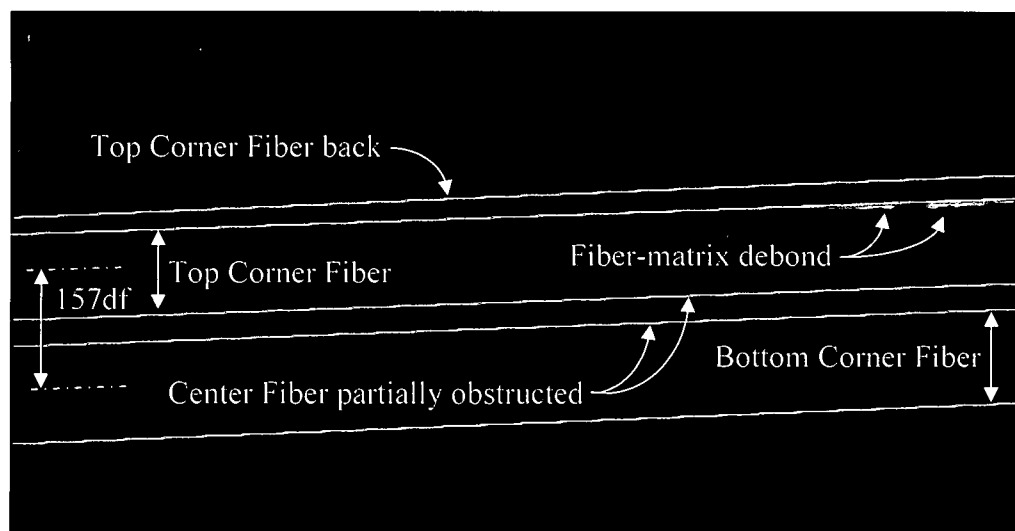 Top Corner Fiber back
Fiber-matrix debond
Top Corner Fiber
157df
Bottom Corner Fiber
Center Fiber partially obstructed